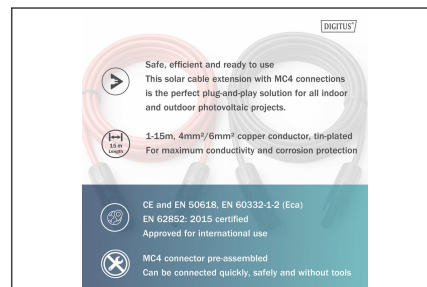 DIGITUS®
Safe, efficient and ready to use
This solar cable extension with MC4 connections
is the perfect plug-and-play solution for all indoor
and outdoor photovoltaic projects.
15 m
Length
1-15m, 4mm²/6mm² copper conductor, tin-plated
For maximum conductivity and corrosion protection
CE and EN 50618, EN 60332-1-2 (Eca)
EN 62852: 2015 certified
Approved for international use
MC4 connector pre-assembled
Can be connected quickly, safely and without tools